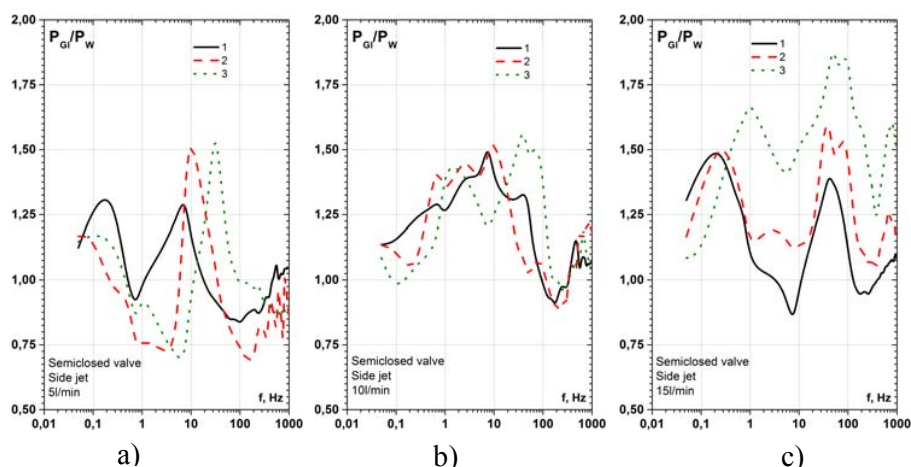 2,00
1,75
1,50
1,25
1,00
0,75
0,50
P_GI/P_W
1
2
3
Semiclosed valve
Side jet
5l/min
f, Hz
0,01 0,1 1 10 100 1000
a)
2,00
1,75
1,50
1,25
1,00
0,75
0,50
P_GI/P_W
1
2
3
Semiclosed valve
Side jet
10l/min
f, Hz
0,01 0,1 1 10 100 1000
b)
2,00
1,75
1,50
1,25
1,00
0,75
0,50
P_GI/P_W
1
2
3
Semiclosed valve
Side jet
15l/min
f, Hz
0,01 0,1 1 10 100 1000
c)